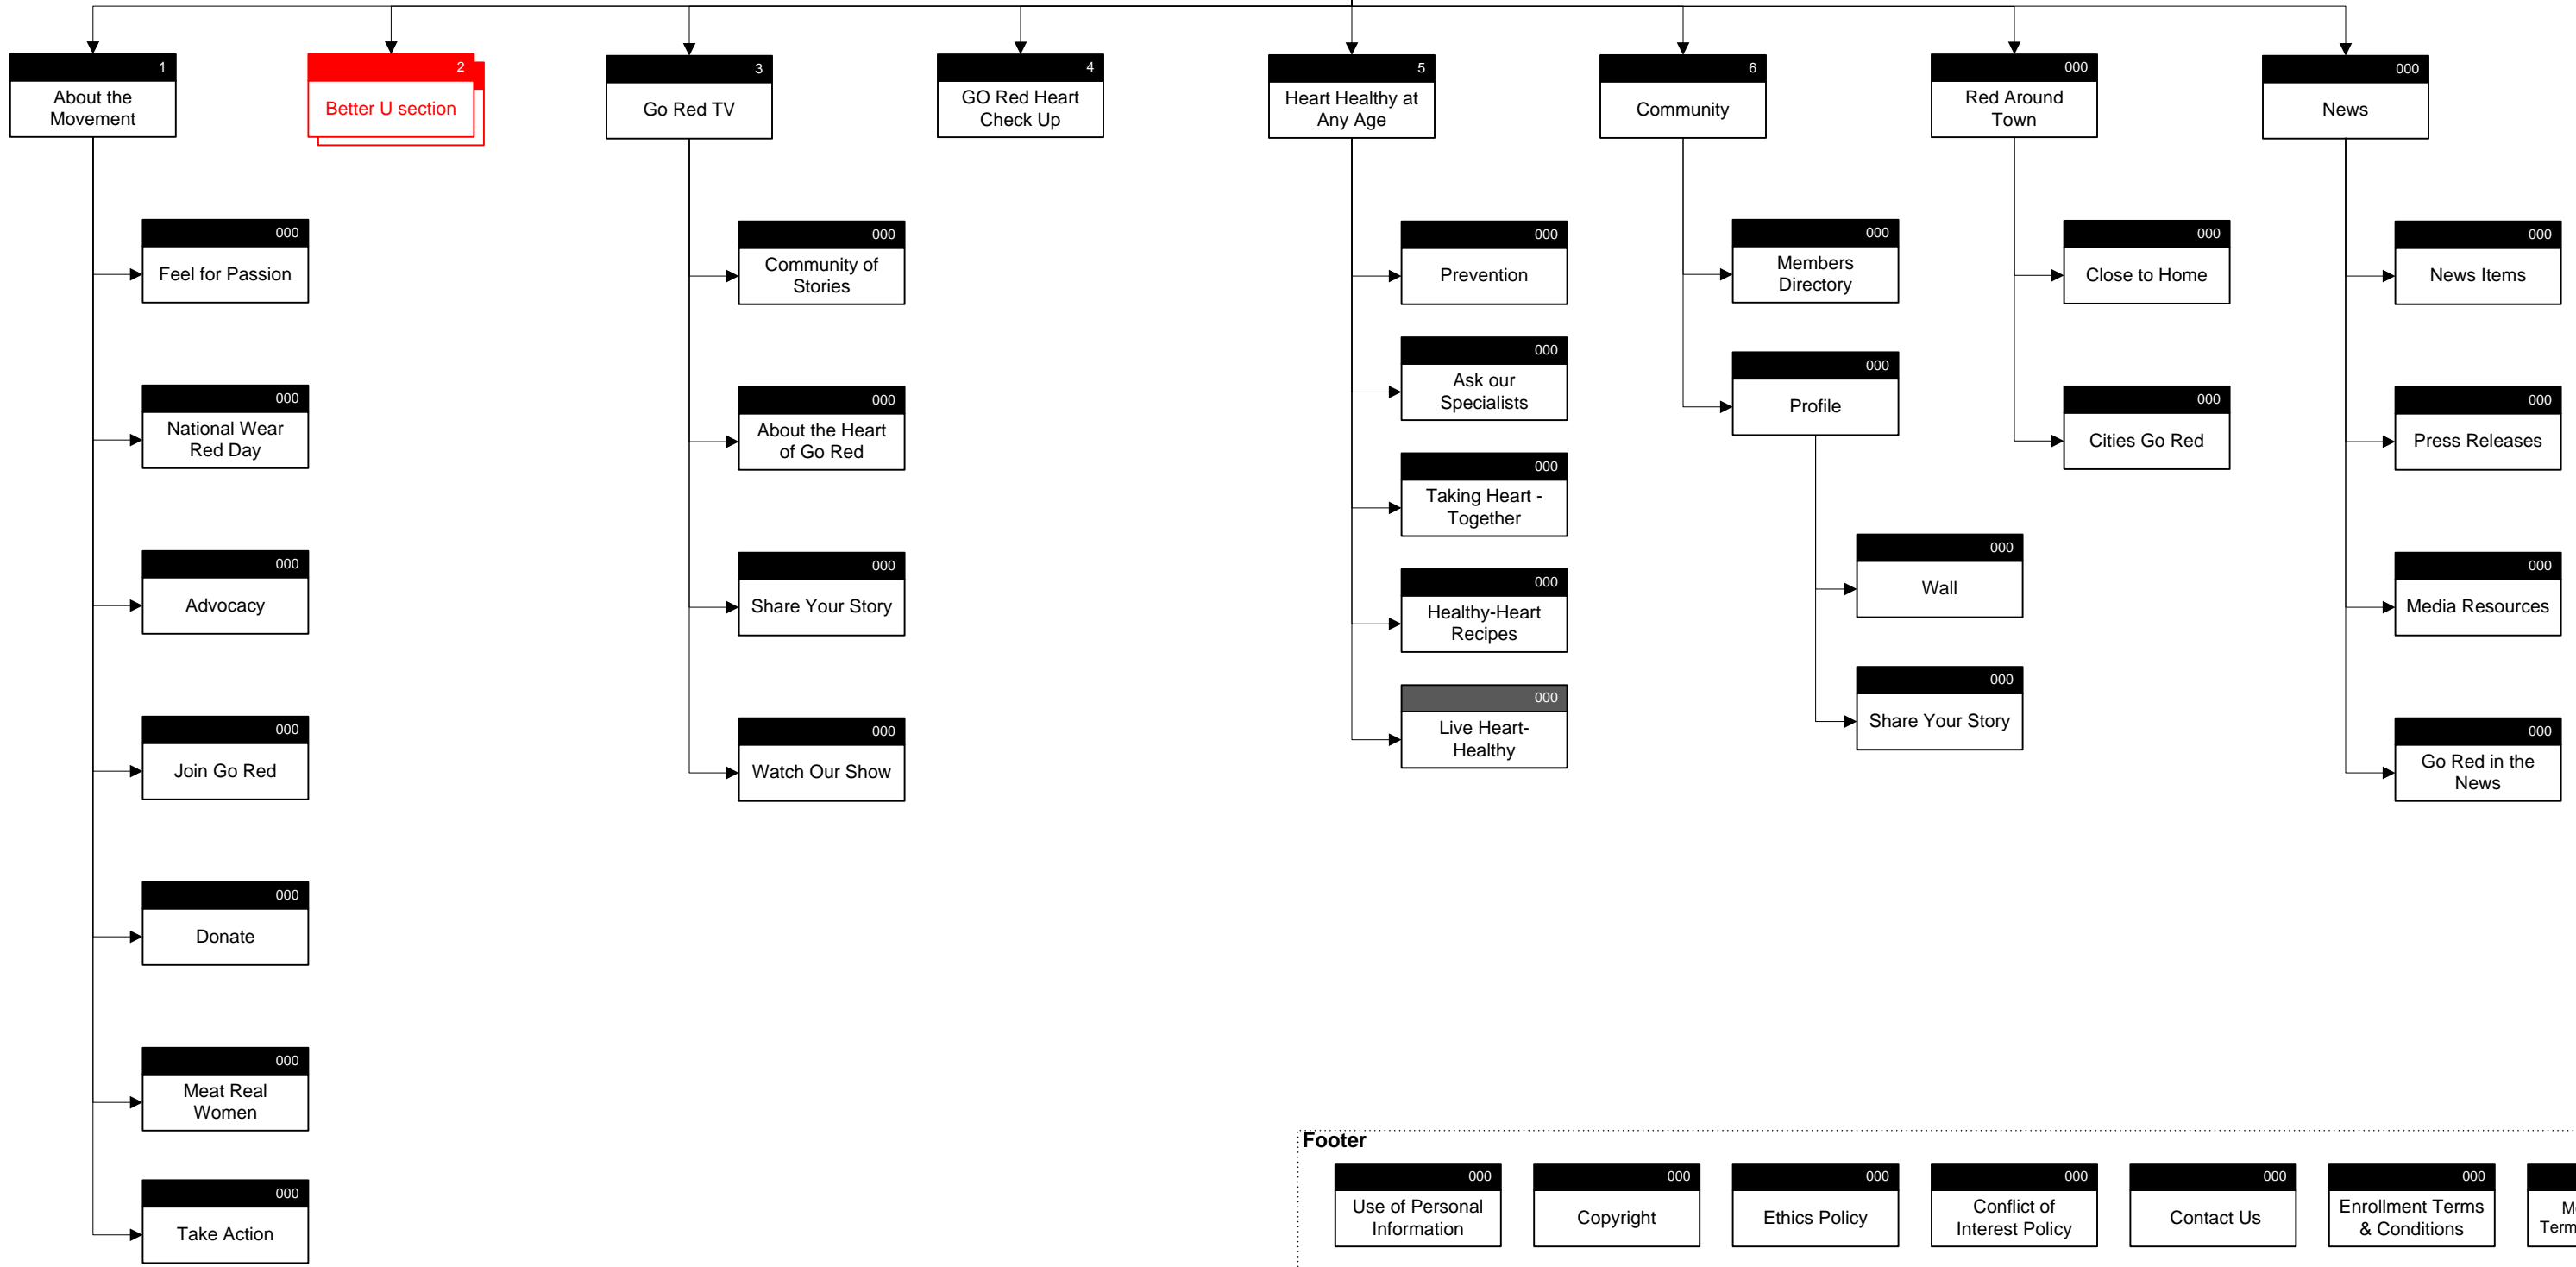 1
About the
Movement
2
Better U section
3
Go Red TV
4
GO Red Heart
Check Up
5
Heart Healthy at
Any Age
6
Community
000
Red Around
Town
000
News
000
Feel for Passion
000
National Wear
Red Day
000
Advocacy
000
Join Go Red
000
Donate
000
Meat Real
Women
000
Take Action
000
Community of
Stories
000
About the Heart
of Go Red
000
Share Your Story
000
Watch Our Show
000
Prevention
000
Ask our
Specialists
000
Taking Heart -
Together
000
Healthy-Heart
Recipes
000
Live Heart-
Healthy
000
Members
Directory
000
Profile
000
Wall
000
Share Your Story
000
Close to Home
000
Cities Go Red
000
News Items
000
Press Releases
000
Media Resources
000
Go Red in the
News
Footer
000
Use of Personal
Information
000
Copyright
000
Ethics Policy
000
Conflict of
Interest Policy
000
Contact Us
000
Enrollment Terms
& Conditions
Term